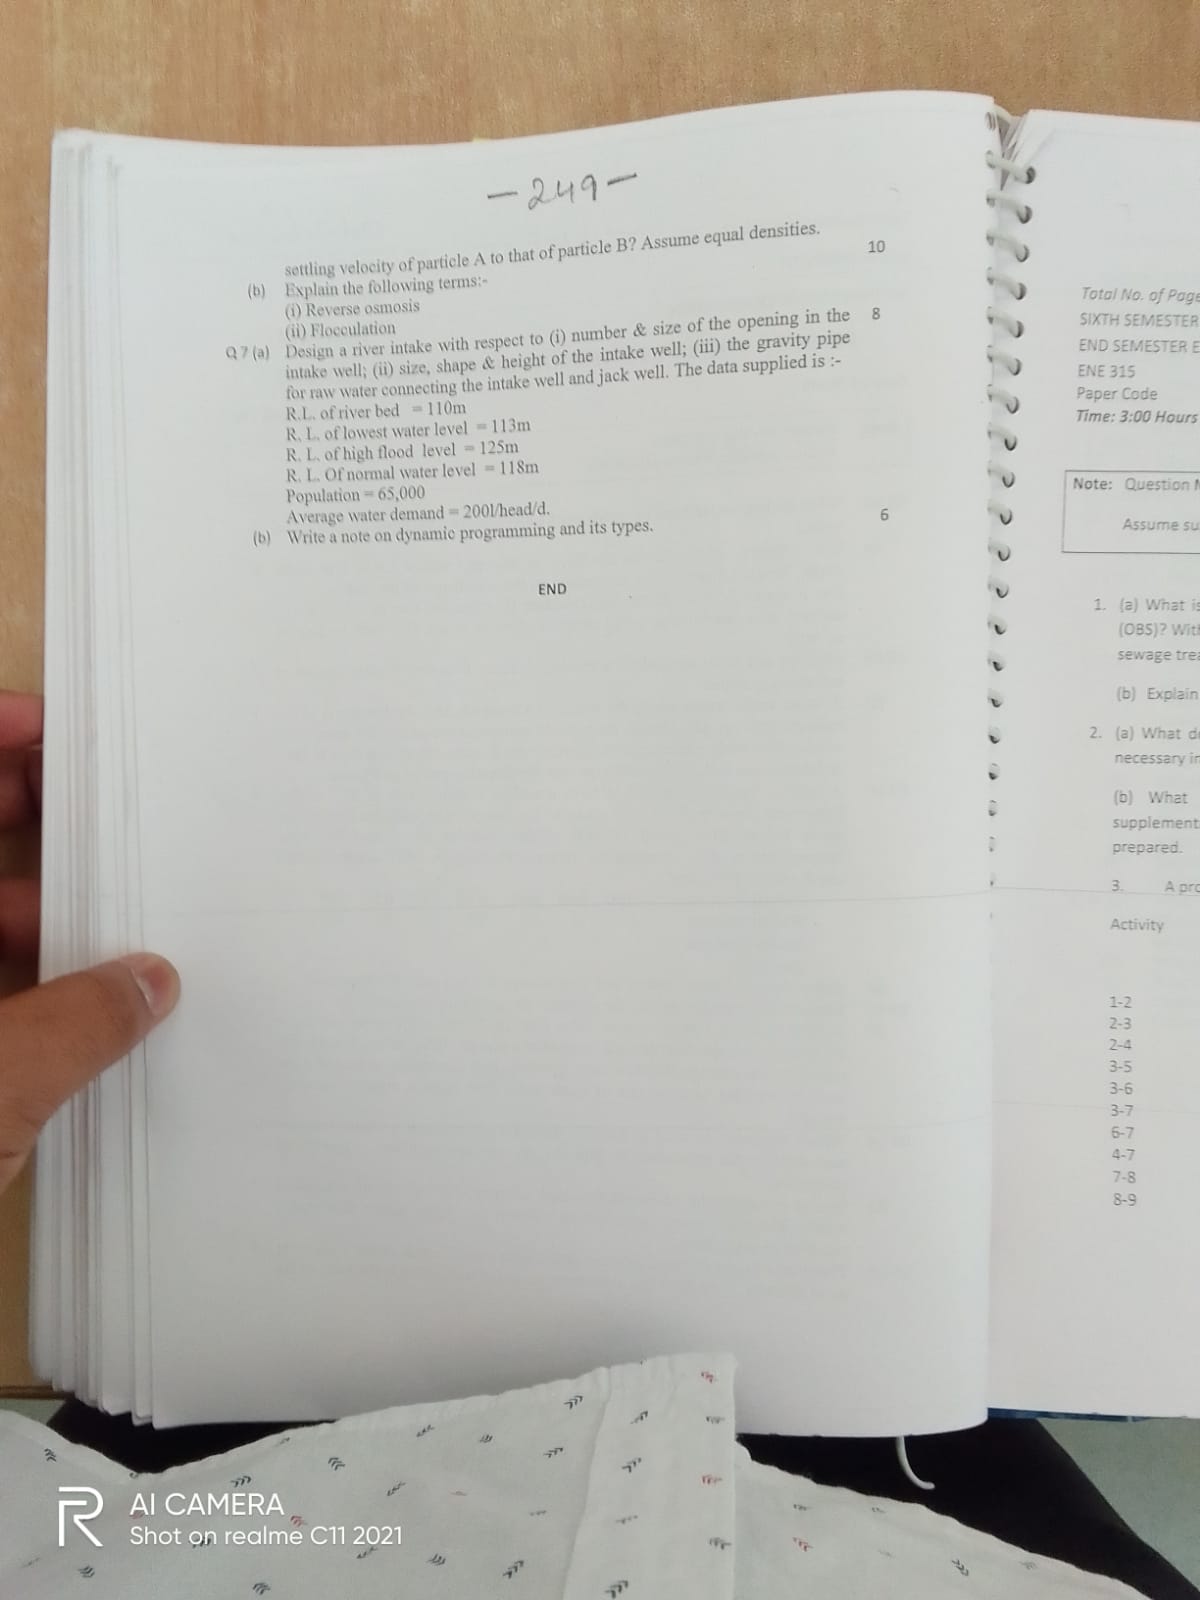 -249-
settling velocity of particle A to that of particle B? Assume equal densities.
(b) Explain the following terms:- 10
(i) Reverse osmosis
(ii) Flocculation
Q 7 (a) Design a river intake with respect to (i) number & size of the opening in the 8
intake well; (ii) size, shape & height of the intake well; (iii) the gravity pipe
for raw water connecting the intake well and jack well. The data supplied is :-
R.L. of river bed = 110m
R. L. of lowest water level = 113m
R. L. of high flood level = 125m
R. L. Of normal water level = 118m
Population = 65,000
Average water demand = 200l/head/d.
(b) Write a note on dynamic programming and its types. 6
END
Total No. of Page
SIXTH SEMESTER
END SEMESTER E
ENE 315
Paper Code
Time: 3:00 Hours
Note: Question
Assume su
1. (a) What is
(OBS)? Wit
sewage trea
(b) Explain
2. (a) What d
necessary in
(b) What
supplement
prepared.
3. A pro
Activity
1-2
2-3
2-4
3-5
3-6
3-7
6-7
4-7
7-8
8-9
R AI CAMERA
Shot on realme C11 2021